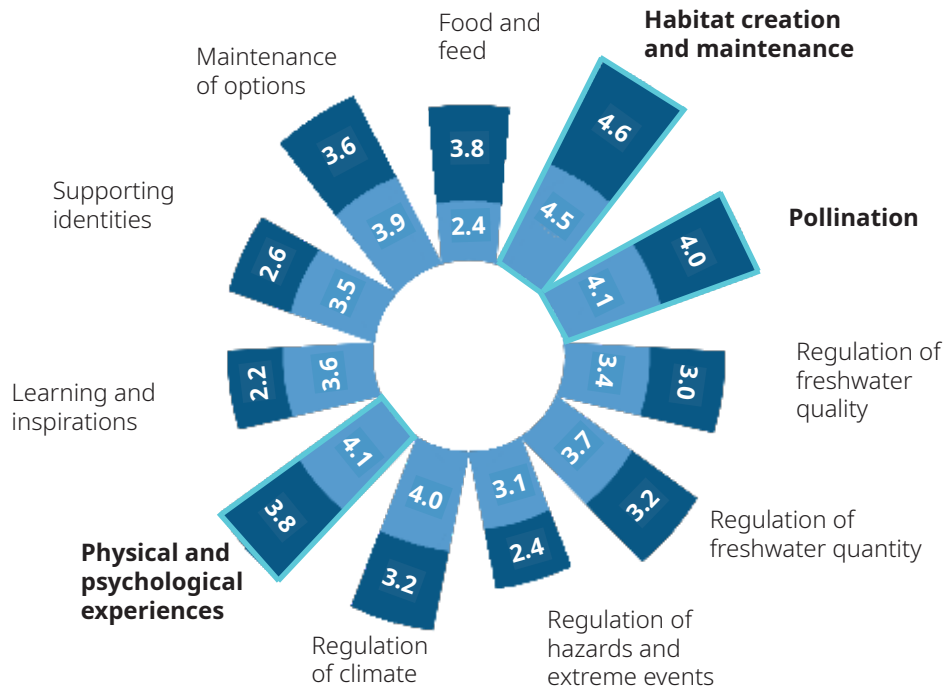 Food and
feed
3.8
2.4
Habitat creation
and maintenance
4.6
4.5
Pollination
4.0
4.1
Regulation of
freshwater
quality
3.4
3.0
Regulation of
freshwater quantity
3.7
3.2
Regulation of
hazards and
extreme events
3.1
2.4
Regulation
of climate
4.0
3.2
Physical and
psychological
experiences
4.1
3.8
Learning and
inspirations
2.2
3.6
Supporting
identities
2.6
3.5
Maintenance
of options
3.6
3.9